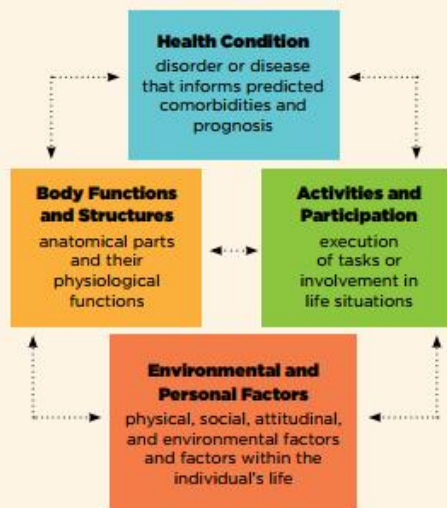 Health Condition
disorder or disease
that informs predicted
comorbidities and
prognosis
Body Functions
and Structures
anatomical parts
and their
physiological
functions
Activities and
Participation
execution
of tasks or
involvement in
life situations
Environmental and
Personal Factors
physical, social, attitudinal,
and environmental factors
and factors within the
individual's life